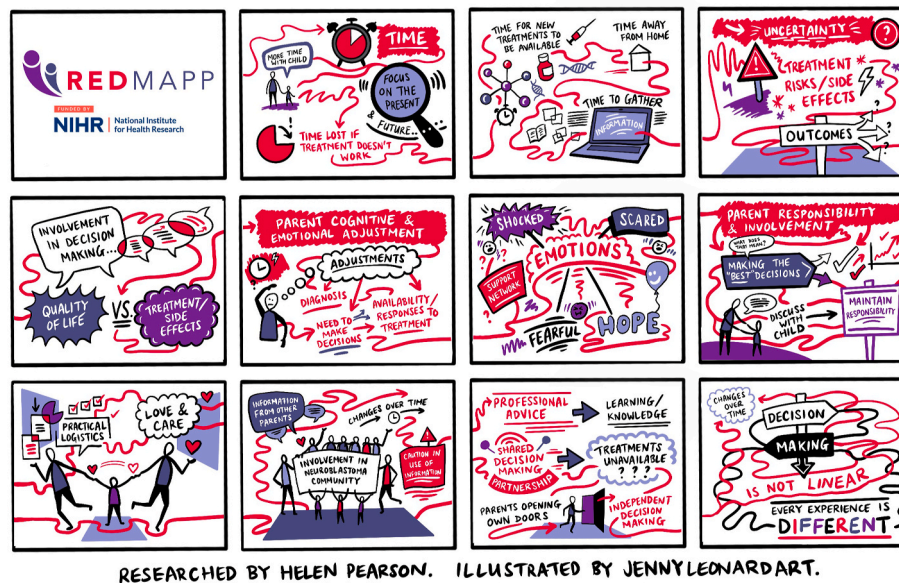 REDMAPP
FUNDED BY
NIHR | National Institute
for Health Research
TIME
MORE TIME
WITH CHILD
FOCUS
ON THE
PRESENT
& FUTURE..
TIME LOST IF
TREATMENT DOESN'T
WORK
TIME FOR NEW
TREATMENTS TO
BE AVAILABLE
TIME AWAY
FROM HOME
TIME TO GATHER
INFORMATION
UNCERTAINTY
?
!
TREATMENT
RISKS/SIDE
EFFECTS
OUTCOMES
?
?
?
INVOLVEMENT
IN DECISION
MAKING...
QUALITY
OF LIFE
VS.
TREATMENT/
SIDE
EFFECTS
PARENT COGNITIVE &
EMOTIONAL ADJUSTMENT
ADJUSTMENTS
DIAGNOSIS
NEED TO
MAKE
DECISIONS
AVAILABILITY/
RESPONSES TO
TREATMENT
SHOCKED
SCARED
EMOTIONS
SUPPORT
NETWORK
FEARFUL
HOPE
PARENT RESPONSIBILITY
& INVOLVEMENT
WHAT DOES
THAT MEAN?
MAKING THE
"BEST" DECISIONS
DISCUSS
WITH
CHILD
MAINTAIN
RESPONSIBILITY
PRACTICAL
LOGISTICS
LOVE &
CARE
INFORMATION
FROM OTHER
PARENTS
CHANGES OVER TIME
INVOLVEMENT IN
NEUROBLASTOMA
COMMUNITY
!
CAUTION IN
USE OF
INFORMATION
PROFESSIONAL
ADVICE
LEARNING/
KNOWLEDGE
SHARED
DECISION
MAKING
PARTNERSHIP
TREATMENTS
UNAVAILABLE
? ? ?
PARENTS OPENING
OWN DOORS
INDEPENDENT
DECISION
MAKING
CHANGES
OVER
TIME
DECISION
MAKING
IS NOT LINEAR
EVERY EXPERIENCE IS
DIFFERENT
RESEARCHED BY HELEN PEARSON. ILLUSTRATED BY JENNYLEONARDART.